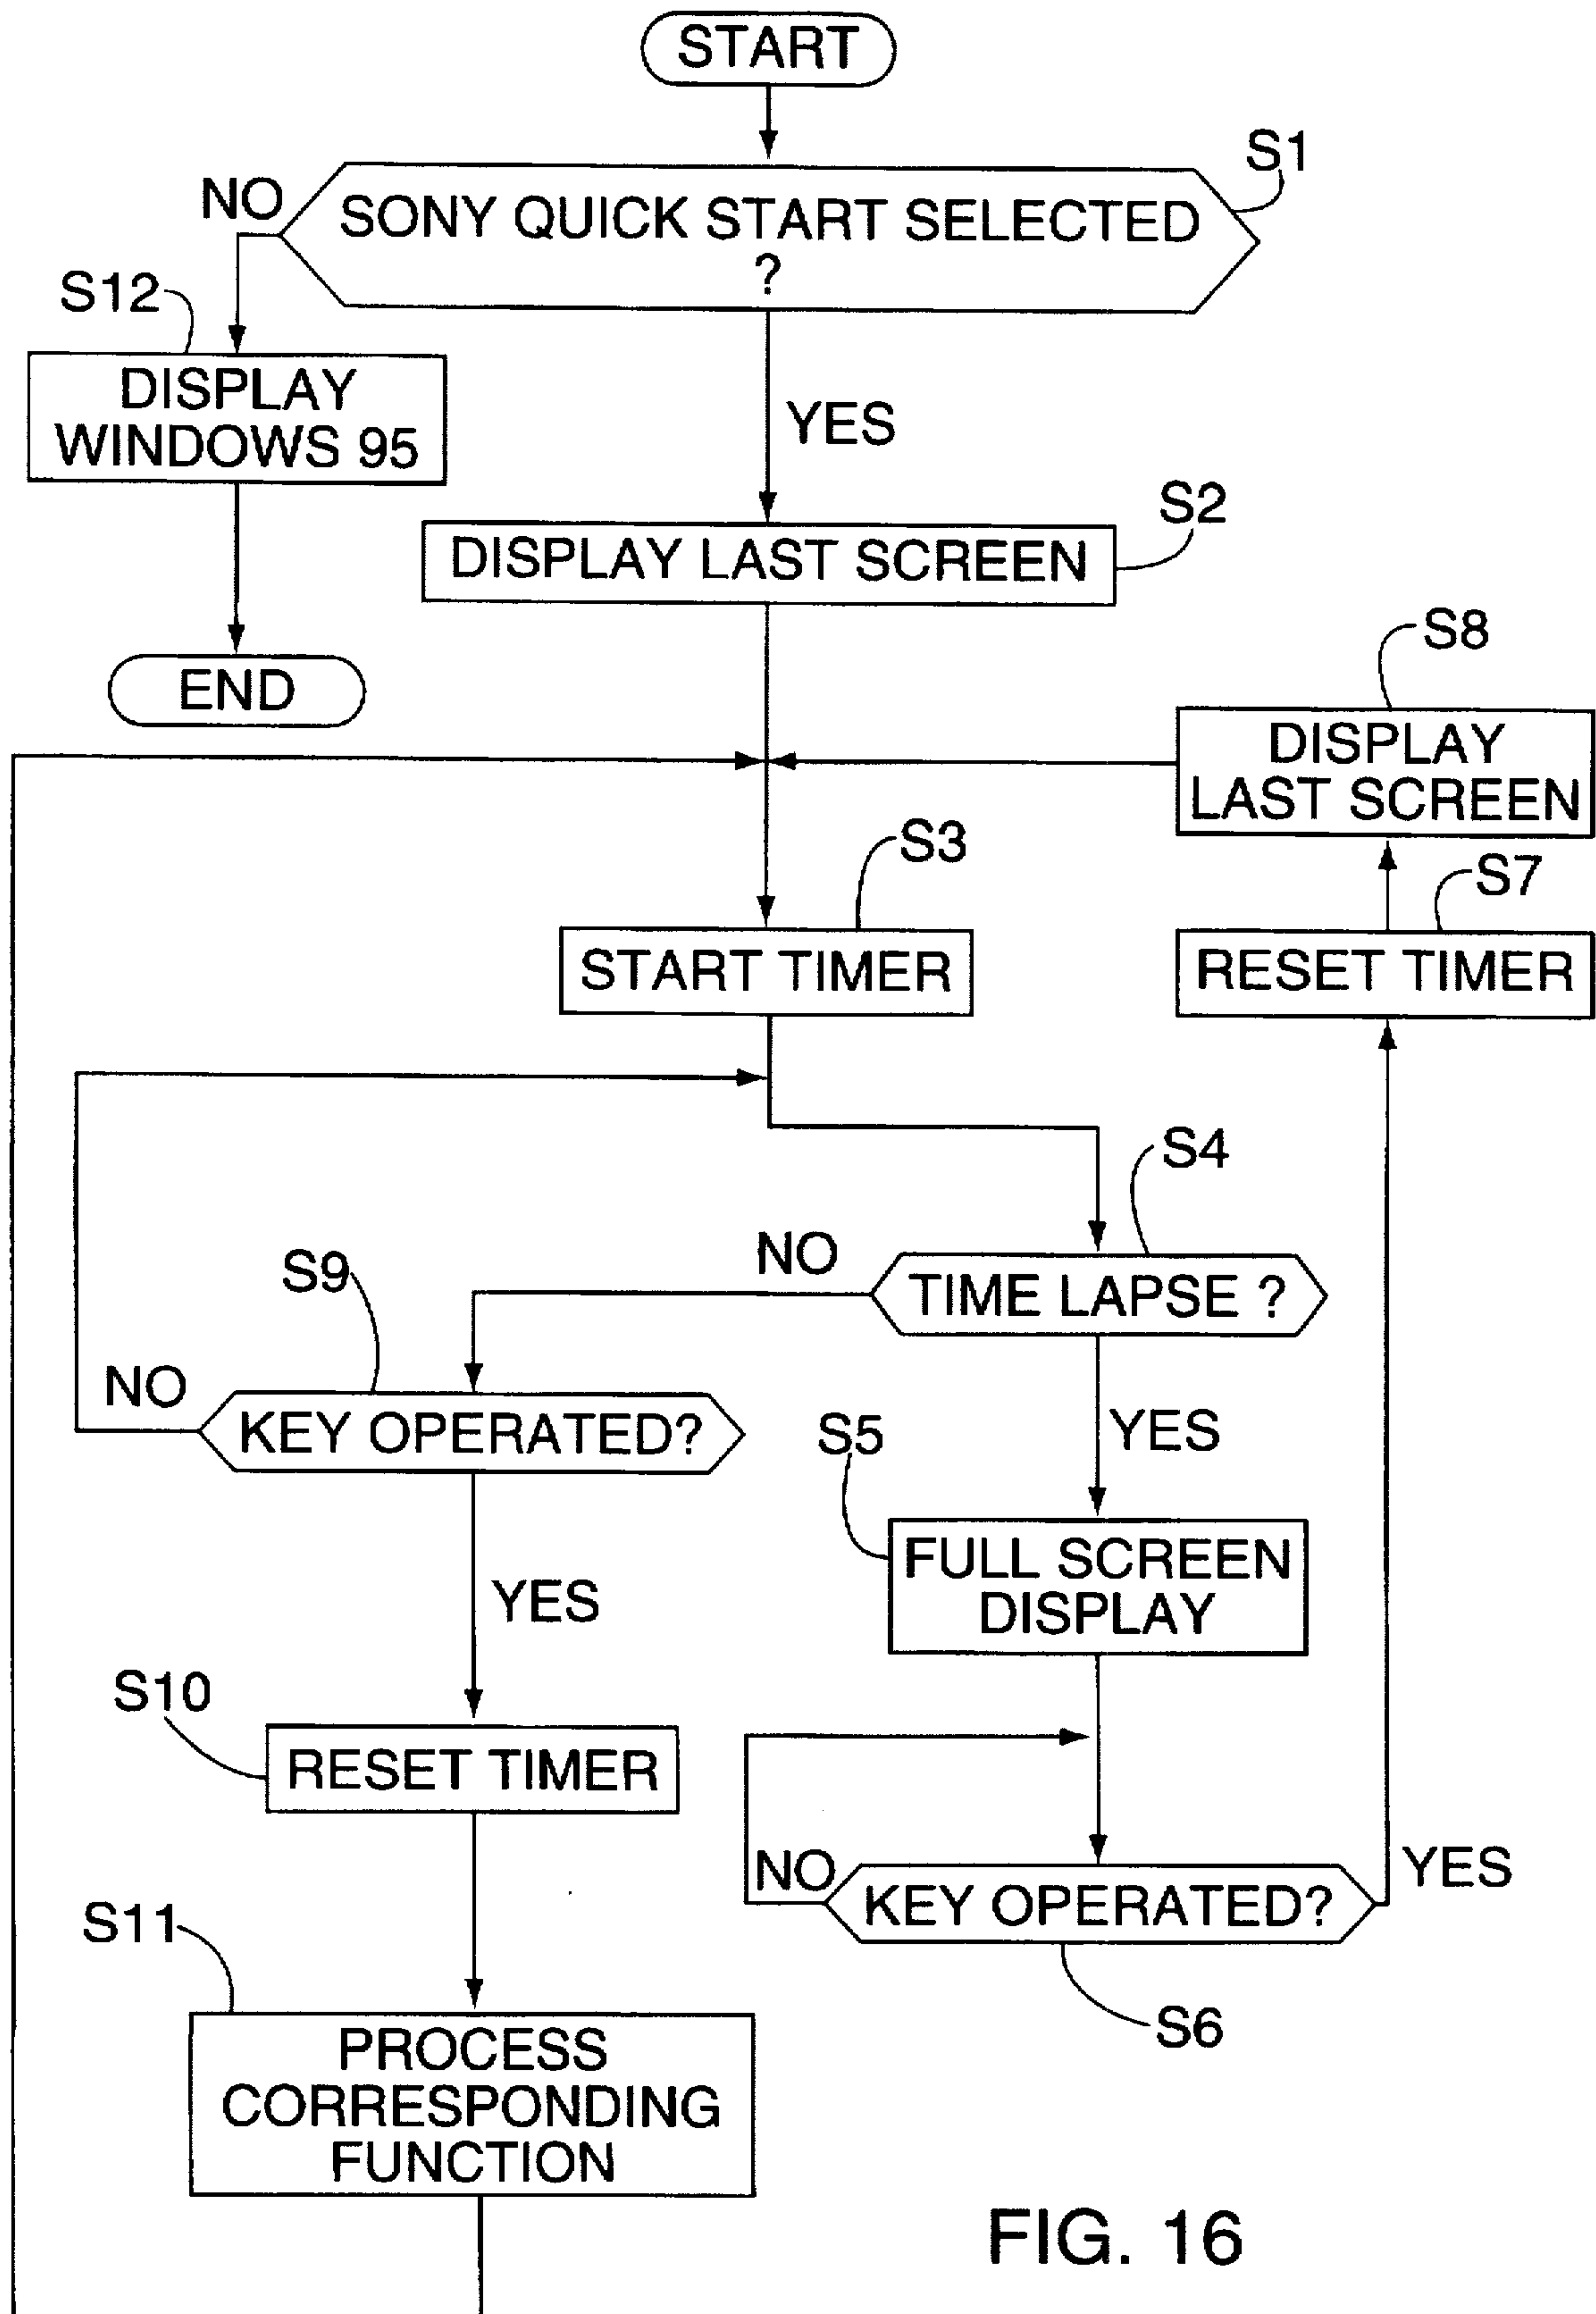 START
S1
NO
SONY QUICK START SELECTED
?
S12
DISPLAY
WINDOWS 95
YES
S2
DISPLAY LAST SCREEN
END
S8
DISPLAY
LAST SCREEN
S3
S7
START TIMER
RESET TIMER
S4
NO
TIME LAPSE ?
S9
NO
KEY OPERATED?
YES
S5
FULL SCREEN
DISPLAY
YES
S10
RESET TIMER
NO
KEY OPERATED?
YES
S6
S11
PROCESS
CORRESPONDING
FUNCTION
FIG. 16